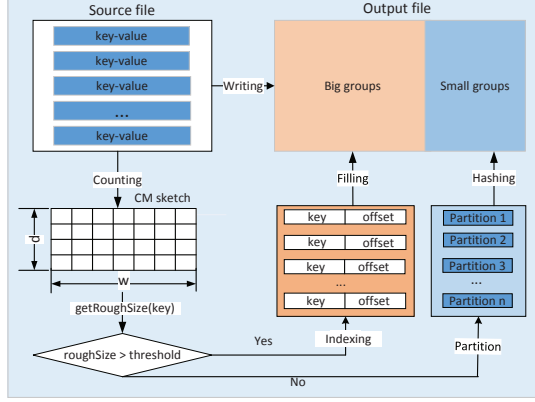 Source file
Output file
key-value
key-value
key-value
...
key-value
Writing
Big groups
Small groups
Counting
Filling
Hashing
CM sketch
d
w
key offset
key offset
key offset
...
key offset
Partition 1
Partition 2
Partition 3
...
Partition n
getRoughSize(key)
roughSize > threshold
Yes
Indexing
Partition
No